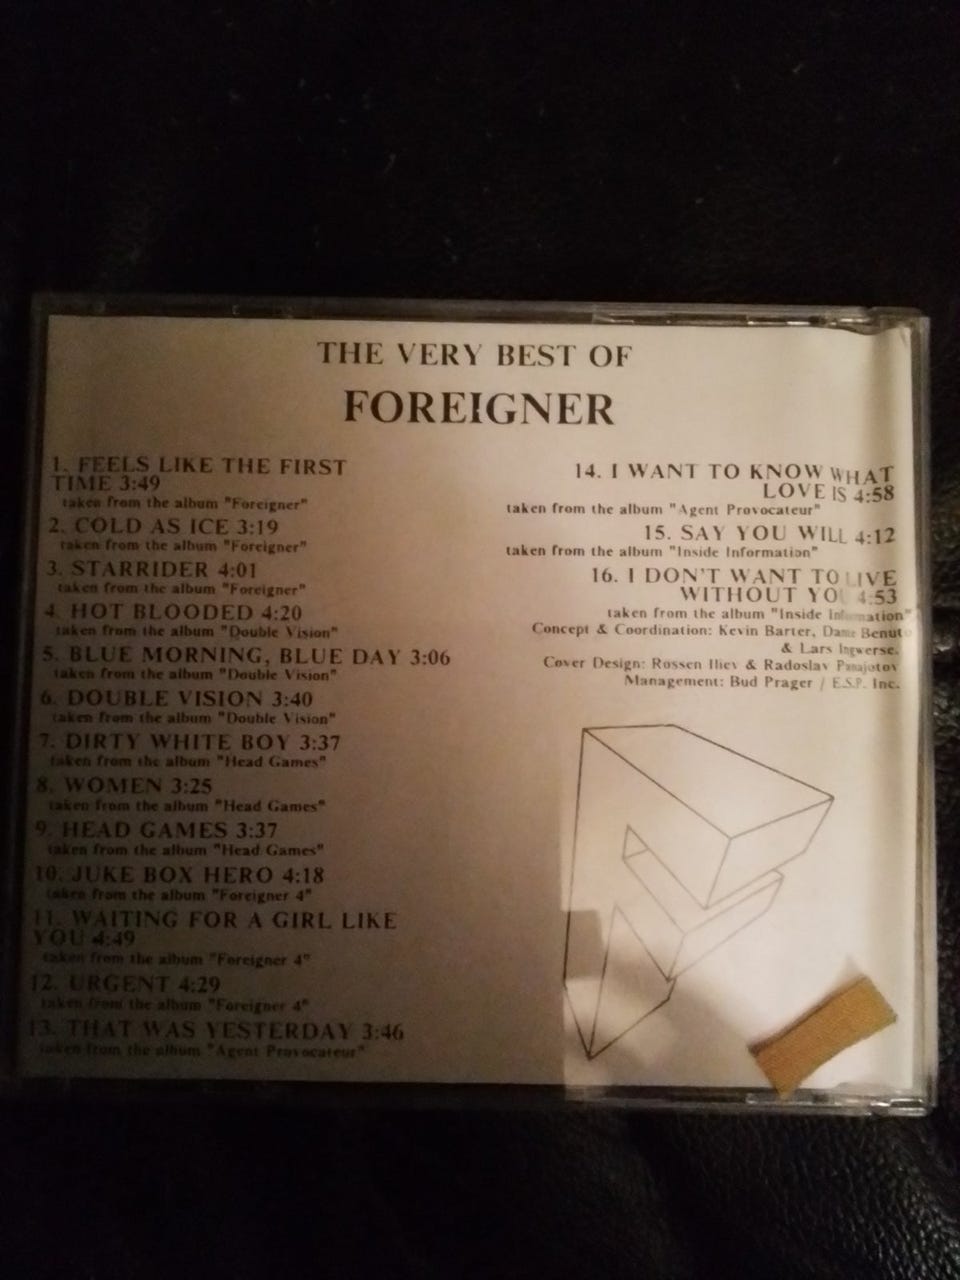 THE VERY BEST OF
FOREIGNER
1. FEELS LIKE THE FIRST
TIME 3:49
taken from the album "Foreigner"
2. COLD AS ICE 3:19
taken from the album "Foreigner"
3. STARRIDER 4:01
taken from the album "Foreigner"
4. HOT BLOODED 4:20
taken from the album "Double Vision"
5. BLUE MORNING, BLUE DAY 3:06
taken from the album "Double Vision"
6. DOUBLE VISION 3:40
taken from the album "Double Vision"
7. DIRTY WHITE BOY 3:37
taken from the album "Head Games"
8. WOMEN 3:25
taken from the album "Head Games"
9. HEAD GAMES 3:37
taken from the album "Head Games"
10. JUKE BOX HERO 4:18
taken from the album "Foreigner 4"
11. WAITING FOR A GIRL LIKE
YOU 4:49
taken from the album "Foreigner 4"
12. URGENT 4:29
taken from the album "Foreigner 4"
13. THAT WAS YESTERDAY 3:46
taken from the album "Agent Provocateur"
14. I WANT TO KNOW WHAT
LOVE IS 4:58
taken from the album "Agent Provocateur"
15. SAY YOU WILL 4:12
taken from the album "Inside Information"
16. I DON'T WANT TO LIVE
WITHOUT YOU 4:53
taken from the album "Inside Information"
Concept & Coordination: Kevin Barter, Benuto
& Lars Ingwerse.
Cover Design: Rossen Iliev & Radoslav Panajotov
Management: Bud Prager / E.S.P. Inc.